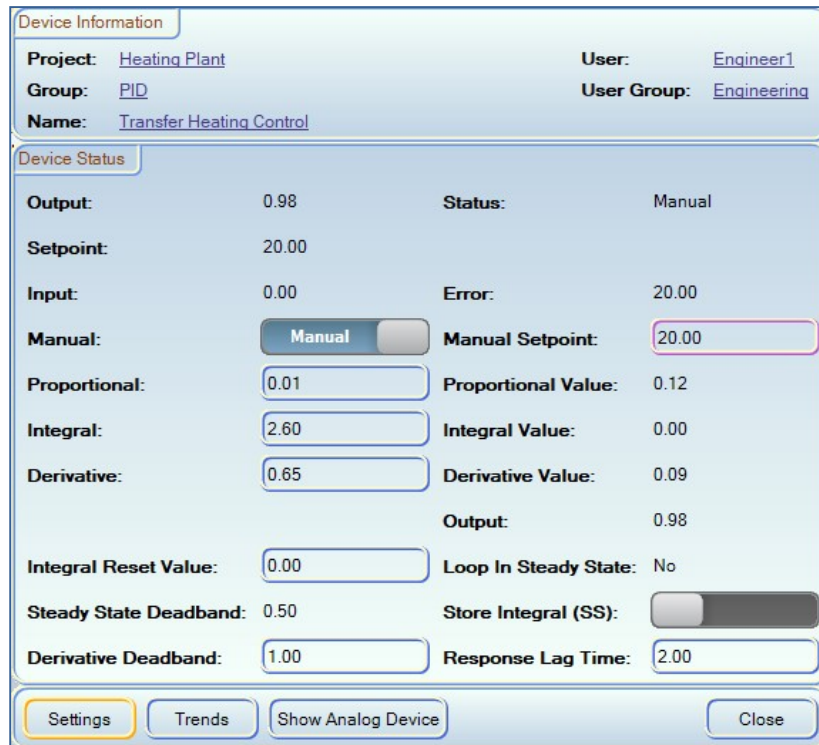 Device Information
Project: Heating Plant User: Engineer1
Group: PID User Group: Engineering
Name: Transfer Heating Control
Device Status
Output: 0.98 Status: Manual
Setpoint: 20.00
Input: 0.00 Error: 20.00
Manual: Manual Manual Setpoint: 20.00
Proportional: 0.01 Proportional Value: 0.12
Integral: 2.60 Integral Value: 0.00
Derivative: 0.65 Derivative Value: 0.09
Output: 0.98
Integral Reset Value: 0.00 Loop In Steady State: No
Steady State Deadband: 0.50 Store Integral (SS):
Derivative Deadband: 1.00 Response Lag Time: 2.00
Settings Trends Show Analog Device Close